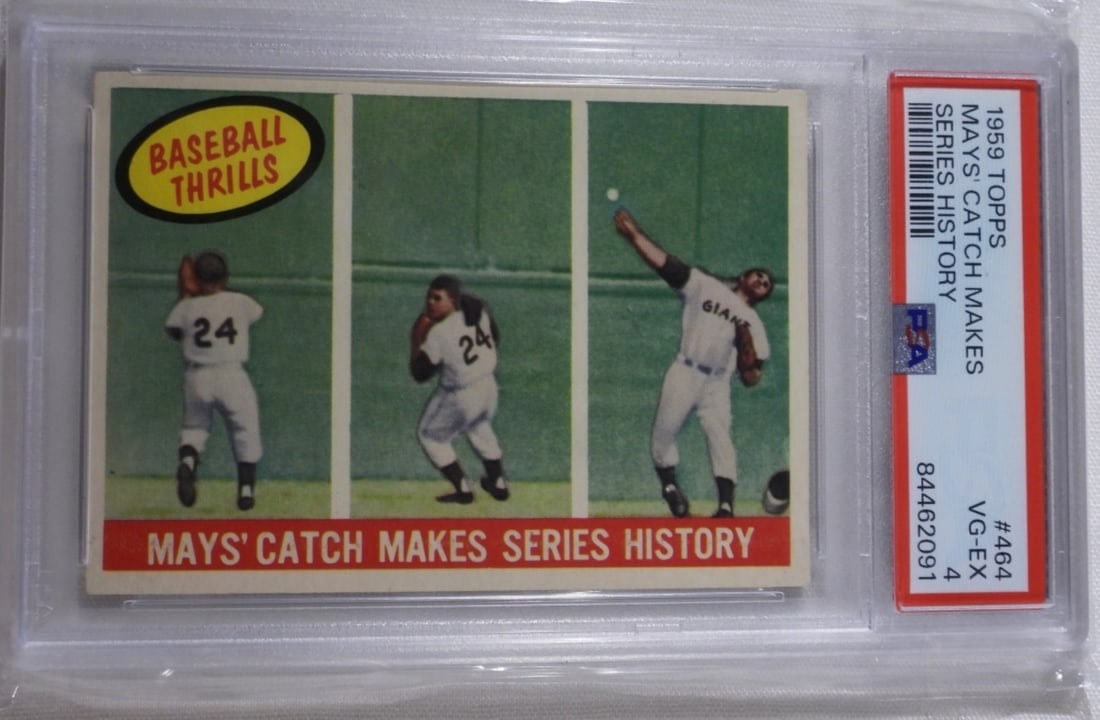 BASEBALL
THRILLS
24
24
GIANT
MAYS' CATCH MAKES SERIES HISTORY
1959 TOPPS
MAYS' CATCH MAKES
SERIES HISTORY
#464
VG-EX
4
84462091
PSA